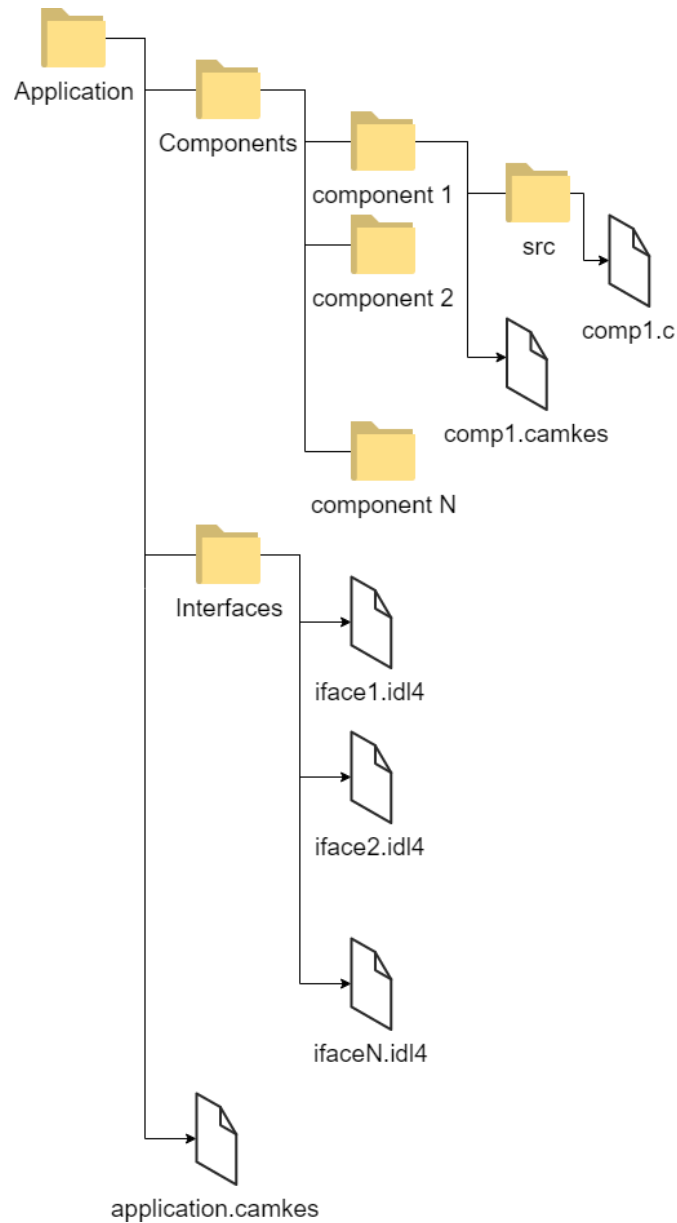 Application
Components
component 1
src
comp1.c
component 2
comp1.camkes
component N
Interfaces
iface1.idl4
iface2.idl4
ifaceN.idl4
application.camkes